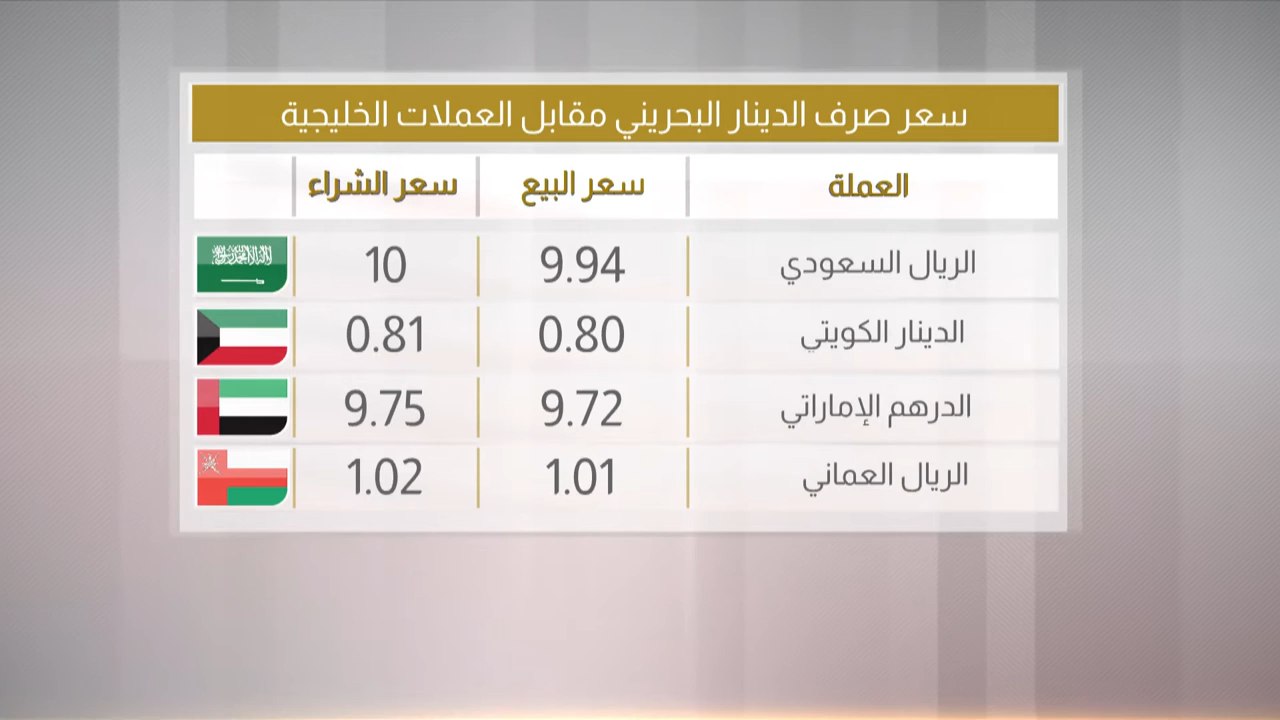 سعر صرف الدينار البحريني مقابل العملات الخليجية
العملة سعر البيع سعر الشراء
الريال السعودي 9.94 10
الدينار الكويتي 0.80 0.81
الدرهم الإماراتي 9.72 9.75
الريال العماني 1.01 1.02